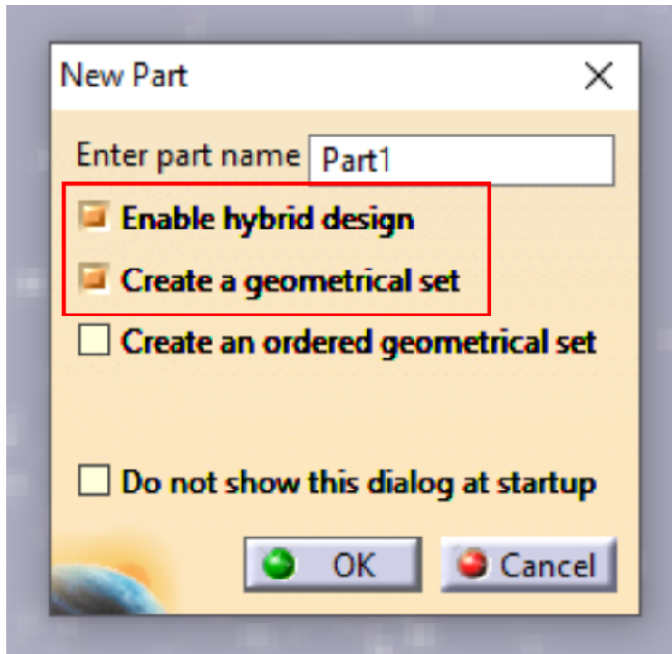 New Part
Enter part name Part1
Enable hybrid design
Create a geometrical set
Create an ordered geometrical set
Do not show this dialog at startup
OK Cancel